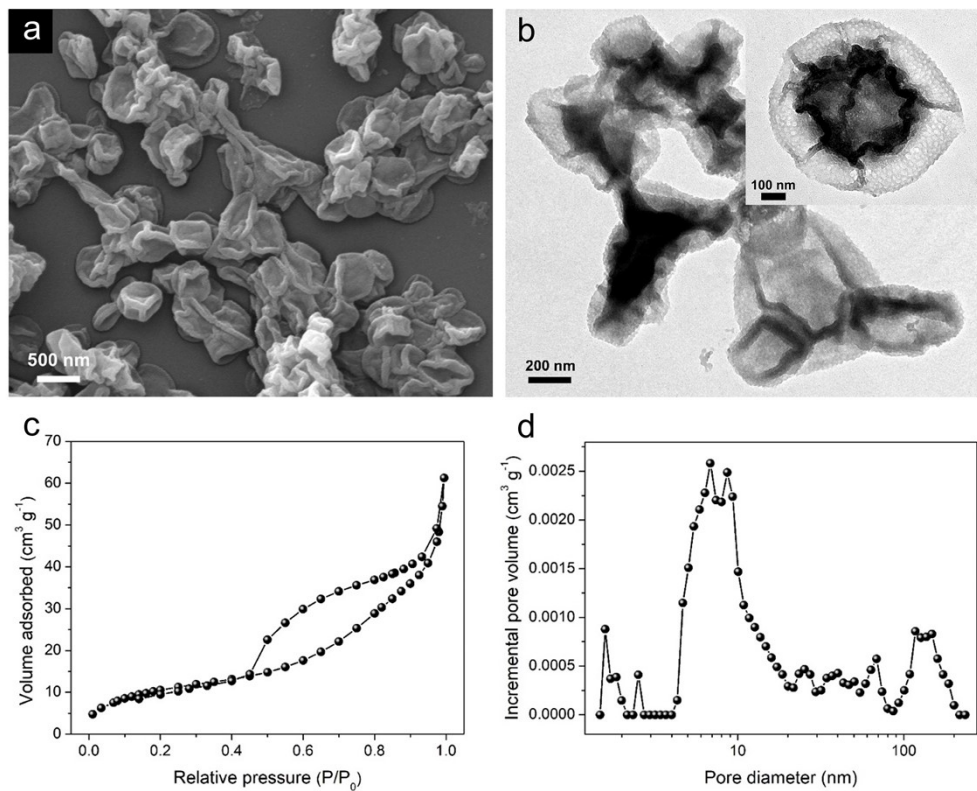 a
500 nm
b
100 nm
200 nm
c
70
60
50
40
30
20
10
0
Volume adsorbed (cm³ g⁻¹)
0.0 0.2 0.4 0.6 0.8 1.0
Relative pressure (P/P₀)
d
0.0025
0.0020
0.0015
0.0010
0.0005
0.0000
Incremental pore volume (cm³ g⁻¹)
10 100
Pore diameter (nm)